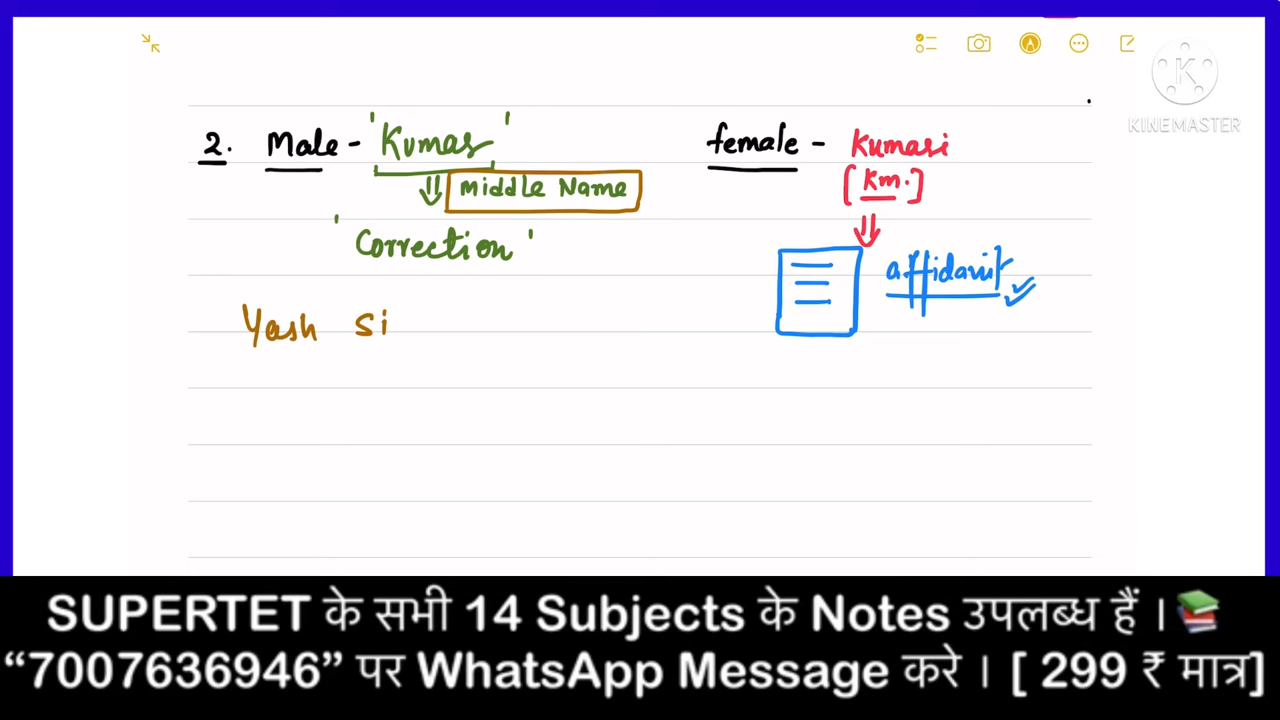 KINEMASTER
2. Male - 'Kumar' female - Kumari
Middle Name [Km.]
'Correction' affidavit
Yash Si
SUPERTET के सभी 14 Subjects के Notes उपलब्ध हैं ।
“7007636946” पर WhatsApp Message करे । [ 299 ₹ मात्र]